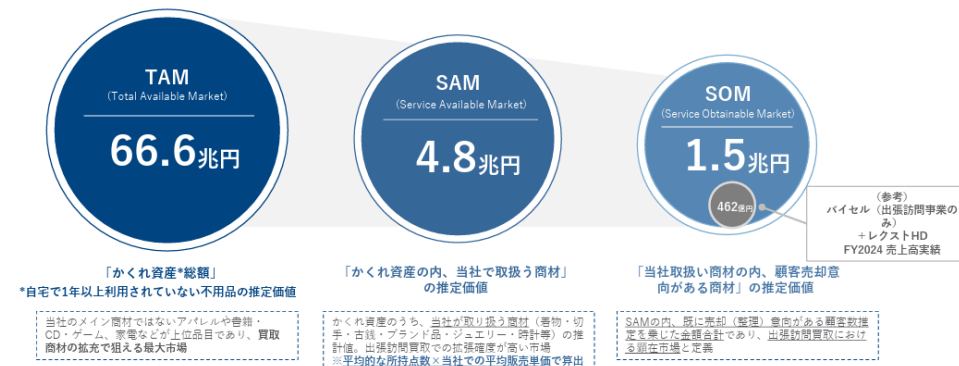 TAM
(Total Available Market)
66.6兆円
SAM
(Service Available Market)
4.8兆円
SOM
(Service Obtainable Market)
1.5兆円
462億円
(参考)
バイセル(出張訪問事業の
み)
+レクストHD
FY2024 売上高実績
「かくれ資産*総額」
*自宅で1年以上利用されていない不用品の推定価値
「かくれ資産の内、当社で取扱う商材」
の推定価値
「当社取扱い商材の内、顧客売却意
向がある商材」の推定価値
当社のメイン商材ではないアパレルや書籍・
CD・ゲーム、家電などが上位品目であり、買取
商材の拡充で狙える最大市場
かくれ資産のうち、当社が取り扱う商材(着物・切
手・古銭・ブランド品・ジュエリー・時計等)の推
計値。出張訪問買取での拡張確度が高い市場
※平均的な所持点数×当社での平均販売単価で算出
SAMの内、既に売却(整理)意向がある顧客数推
定を乗じた金額合計であり、出張訪問買取におけ
る顕在市場と定義